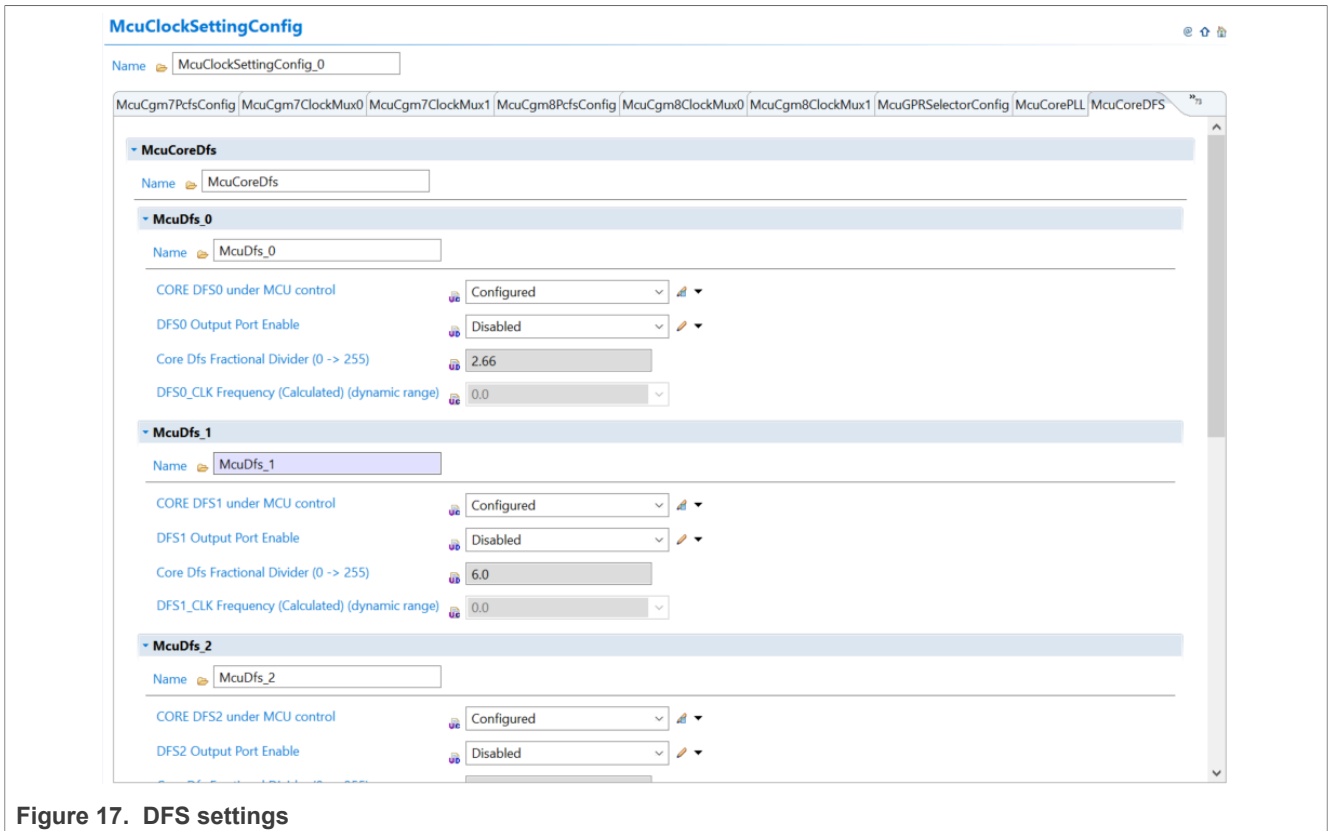 McuClockSettingConfig
Name McuClockSettingConfig_0
McuCgm7PcfsConfig McuCgm7ClockMux0 McuCgm7ClockMux1 McuCgm8PcfsConfig McuCgm8ClockMux0 McuCgm8ClockMux1 McuGPRSelectorConfig McuCorePLL McuCoreDFS »73
McuCoreDfs
Name McuCoreDfs
McuDfs_0
Name McuDfs_0
CORE DFS0 under MCU control Configured
DFS0 Output Port Enable Disabled
Core Dfs Fractional Divider (0 -> 255) 2.66
DFS0_CLK Frequency (Calculated) (dynamic range) 0.0
McuDfs_1
Name McuDfs_1
CORE DFS1 under MCU control Configured
DFS1 Output Port Enable Disabled
Core Dfs Fractional Divider (0 -> 255) 6.0
DFS1_CLK Frequency (Calculated) (dynamic range) 0.0
McuDfs_2
Name McuDfs_2
CORE DFS2 under MCU control Configured
DFS2 Output Port Enable Disabled
Figure 17. DFS settings